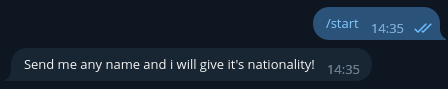 /start 14:35
Send me any name and i will give it's nationality! 14:35